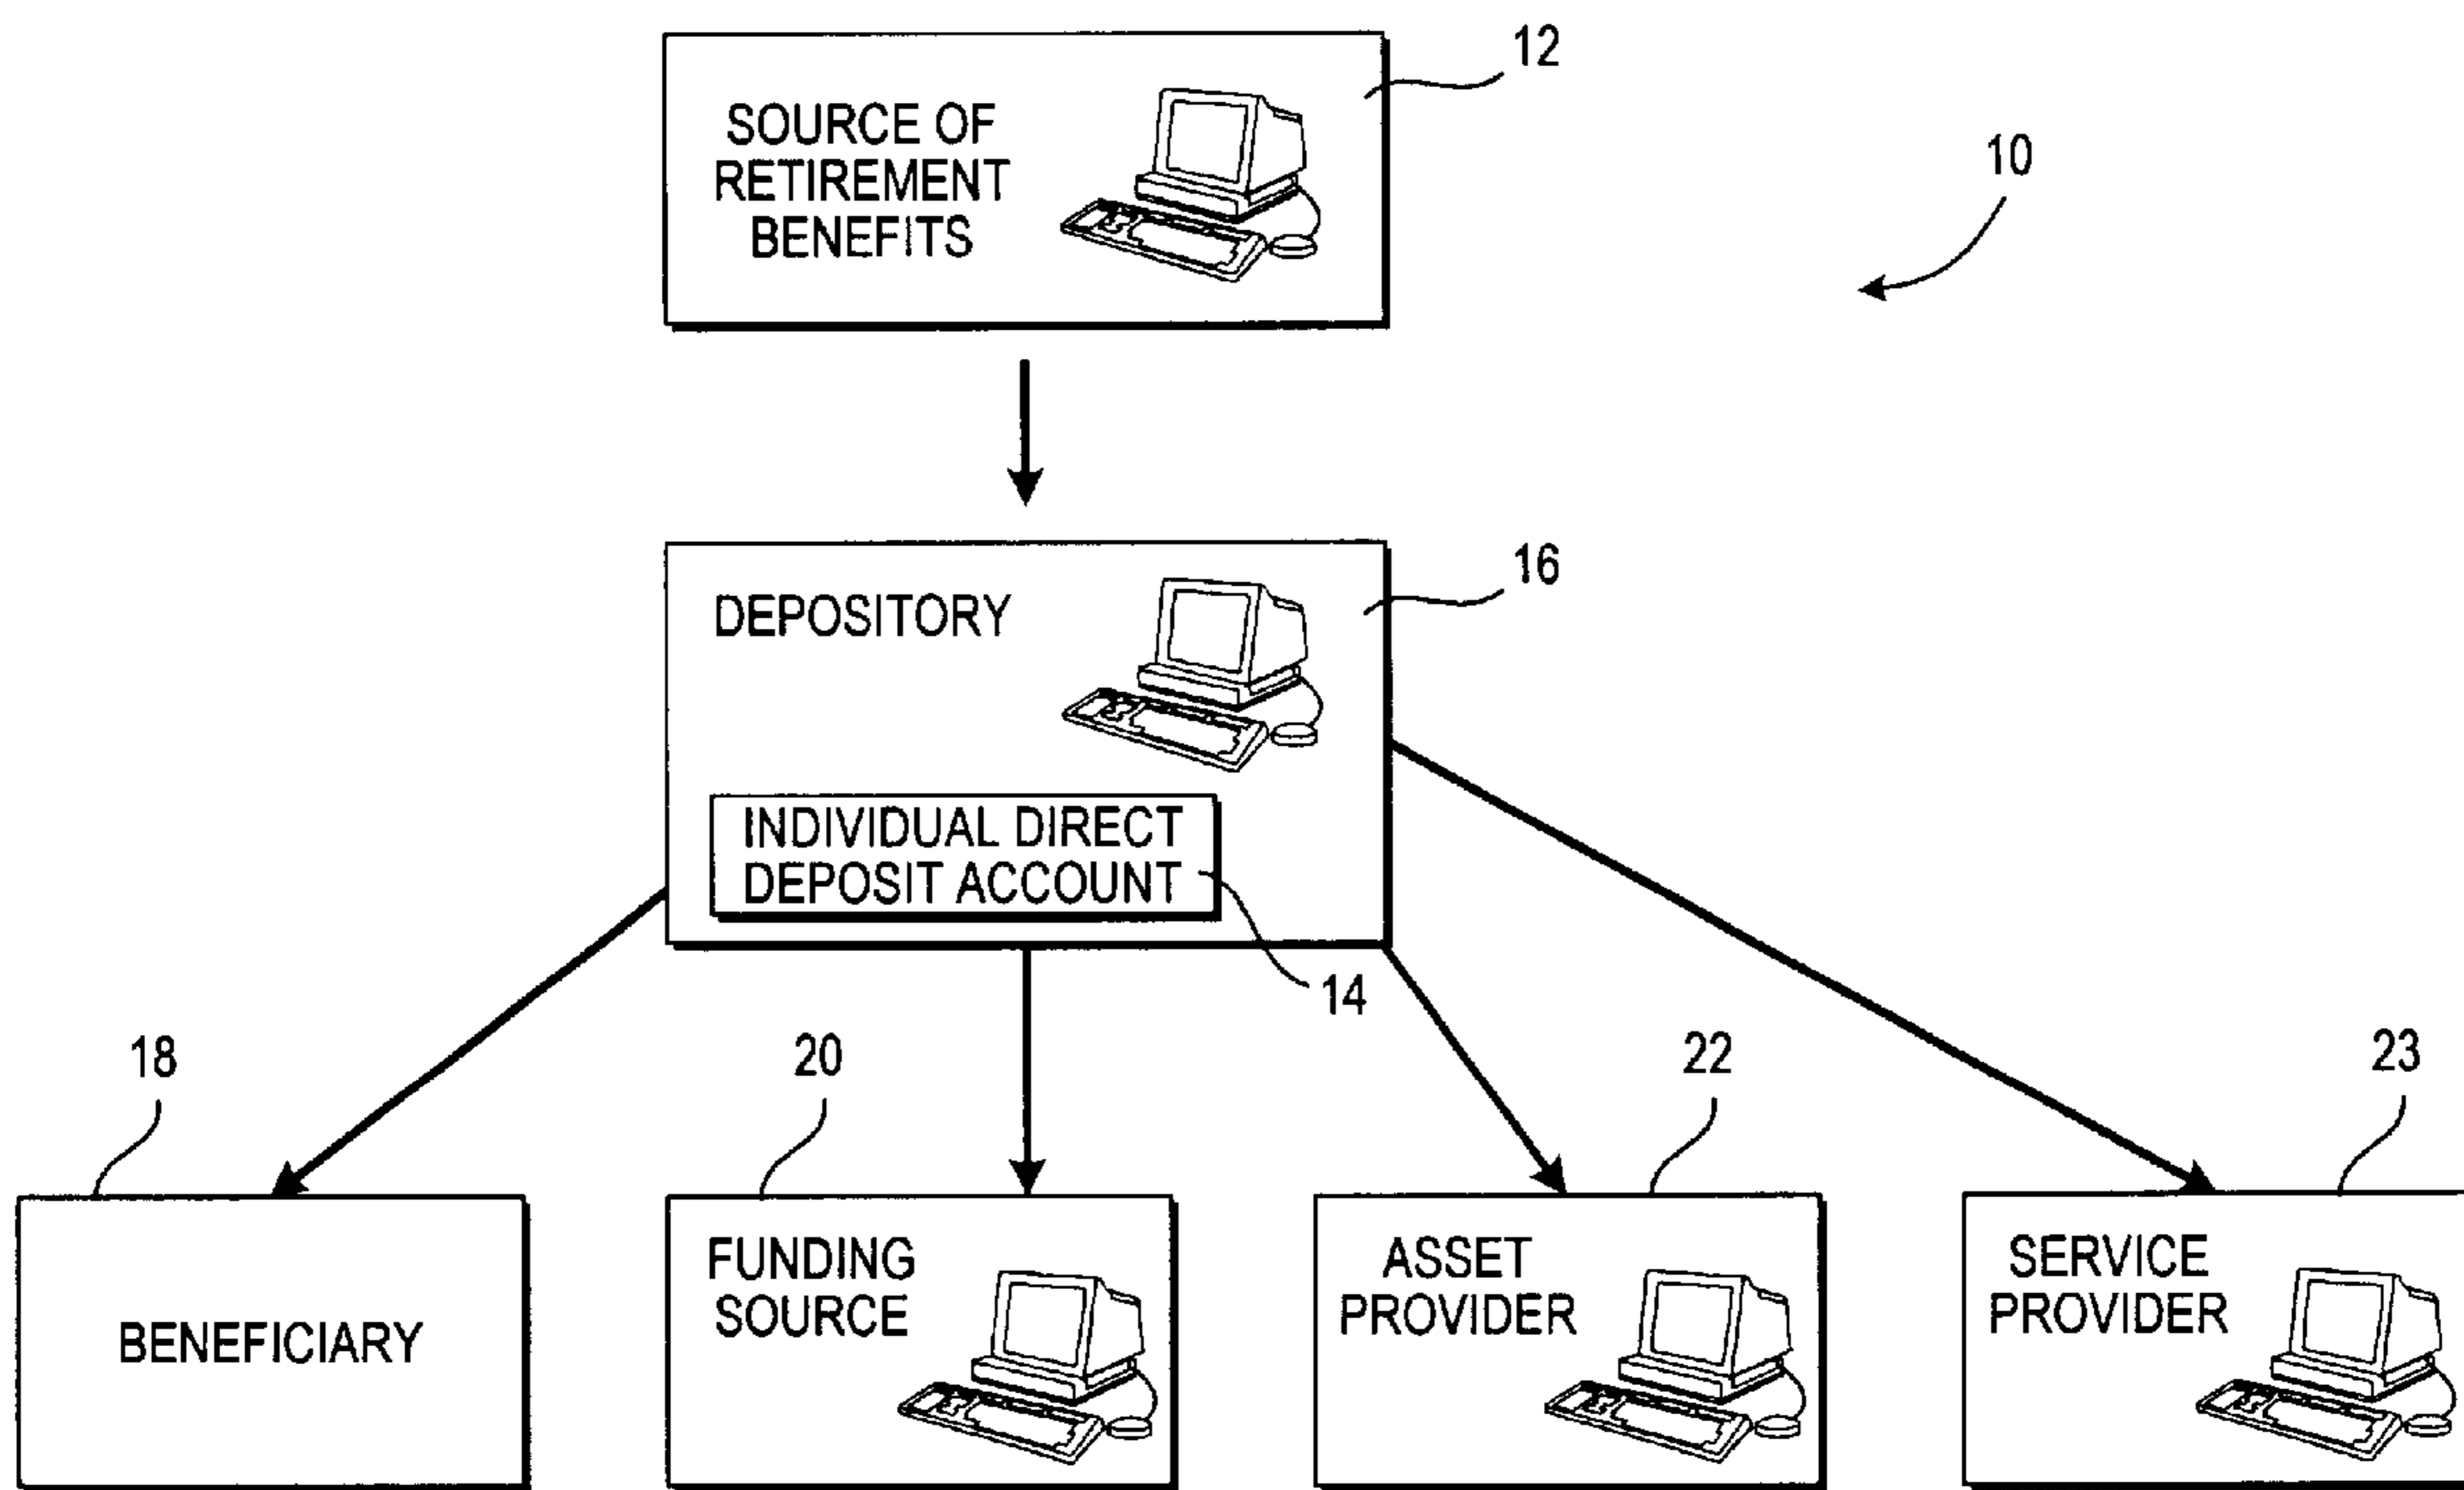 12
SOURCE OF
RETIREMENT
BENEFITS
10
16
DEPOSITORY
INDIVIDUAL DIRECT
DEPOSIT ACCOUNT
14
18
20
22
23
BENEFICIARY
FUNDING
SOURCE
ASSET
PROVIDER
SERVICE
PROVIDER